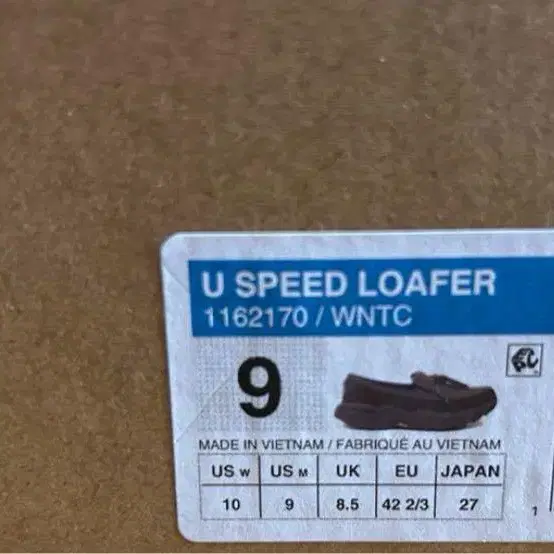 U SPEED LOAFER
1162170 / WNTC
9
MADE IN VIETNAM / FABRIQUÉ AU VIETNAM
US W US M UK EU JAPAN
10 9 8.5 42 2/3 27
1